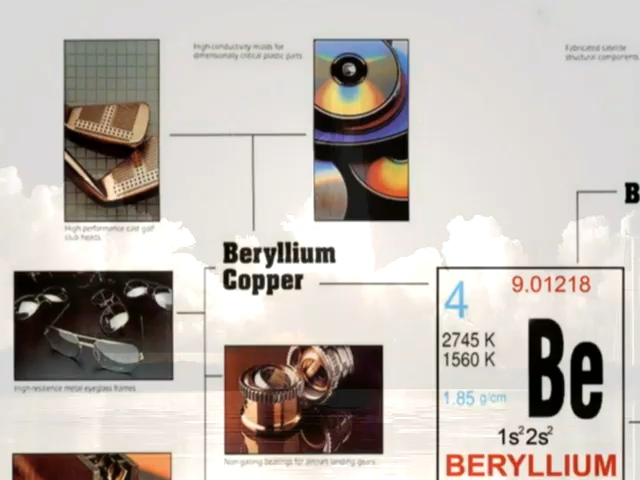 High-conductivity molds for
dimensionally critical plastic parts
Fabricated satellite
structural components
High performance cast golf
club heads
B
Beryllium
Copper
High-resilience metal eyeglass frames
Non-galling bearings for aircraft landing gears
4
9.01218
2745 K
1560 K
1.85 g/cm
Be
1s²2s²
BERYLLIUM